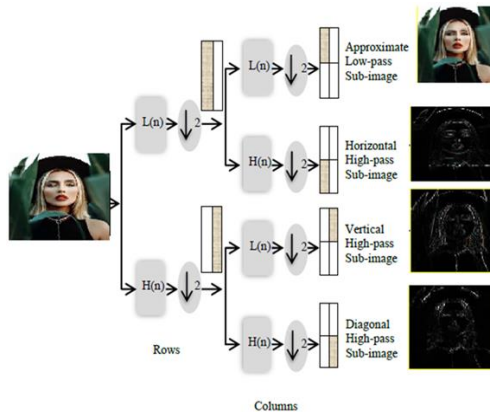 L(n)
2
Approximate
Low-pass
Sub-image
L(n)
2
H(n)
2
Horizontal
High-pass
Sub-image
L(n)
2
Vertical
High-pass
Sub-image
H(n)
2
H(n)
2
Diagonal
High-pass
Sub-image
Rows
Columns